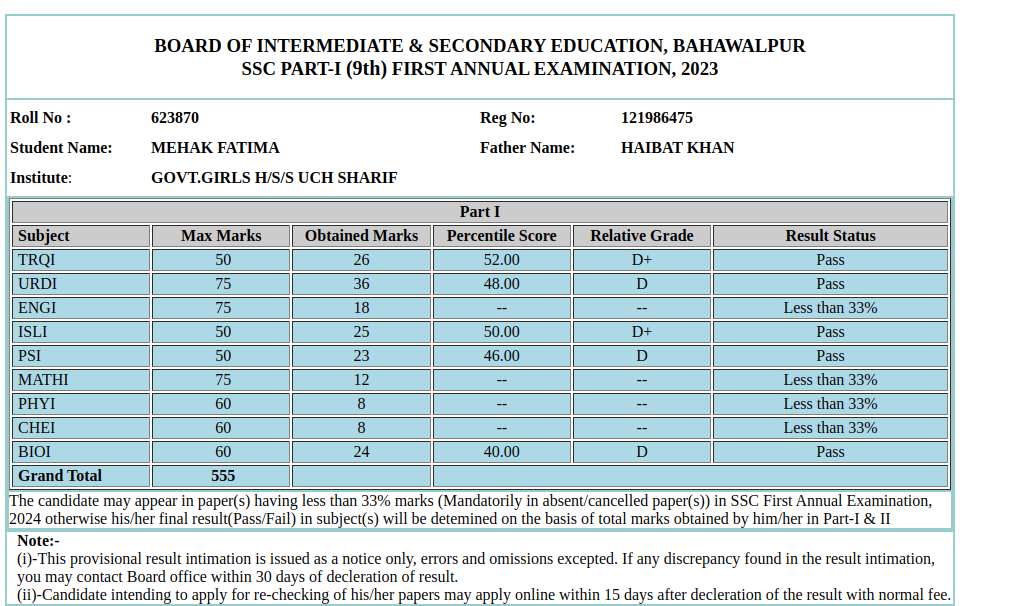 BOARD OF INTERMEDIATE & SECONDARY EDUCATION, BAHAWALPUR
SSC PART-I (9th) FIRST ANNUAL EXAMINATION, 2023
Roll No : 623870 Reg No: 121986475
Student Name: MEHAK FATIMA Father Name: HAIBAT KHAN
Institute: GOVT.GIRLS H/S/S UCH SHARIF
Part I
Subject Max Marks Obtained Marks Percentile Score Relative Grade Result Status
TRQI 50 26 52.00 D+ Pass
URDI 75 36 48.00 D Pass
ENGI 75 18 -- -- Less than 33%
ISLI 50 25 50.00 D+ Pass
PSI 50 23 46.00 D Pass
MATHI 75 12 -- -- Less than 33%
PHYI 60 8 -- -- Less than 33%
CHEI 60 8 -- -- Less than 33%
BIOI 60 24 40.00 D Pass
Grand Total 555
The candidate may appear in paper(s) having less than 33% marks (Mandatorily in absent/cancelled paper(s)) in SSC First Annual Examination,
2024 otherwise his/her final result(Pass/Fail) in subject(s) will be detemined on the basis of total marks obtained by him/her in Part-I & II
Note:-
(i)-This provisional result intimation is issued as a notice only, errors and omissions excepted. If any discrepancy found in the result intimation,
you may contact Board office within 30 days of decleration of result.
(ii)-Candidate intending to apply for re-checking of his/her papers may apply online within 15 days after decleration of the result with normal fee.